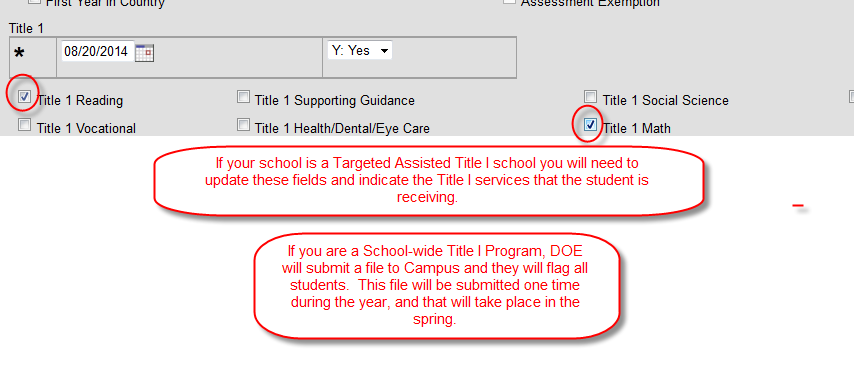 First Year in Country Assessment Exemption
Title 1
* 08/20/2014 Y: Yes
Title 1 Reading Title 1 Supporting Guidance Title 1 Social Science
Title 1 Vocational Title 1 Health/Dental/Eye Care Title 1 Math
If your school is a Targeted Assisted Title I school you will need to
update these fields and indicate the Title I services that the student is
receiving.
If you are a School-wide Title I Program, DOE
will submit a file to Campus and they will flag all
students. This file will be submitted one time
during the year, and that will take place in the
spring.